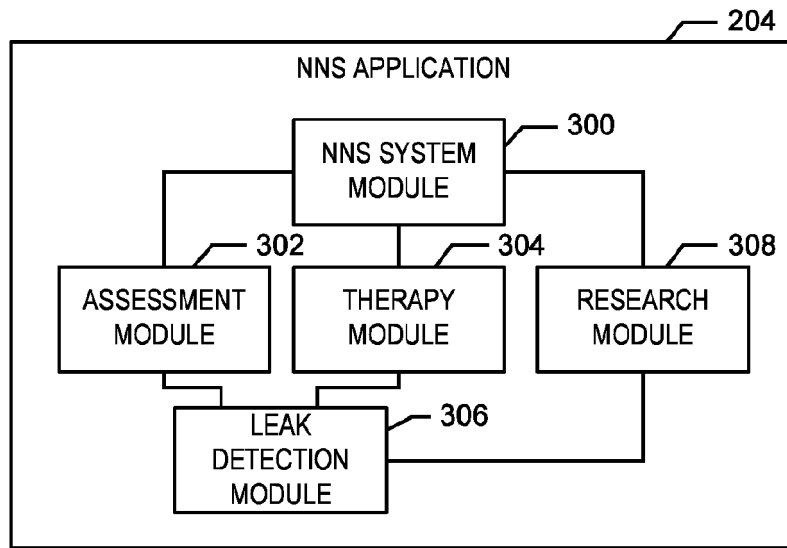 204
NNS APPLICATION
300
NNS SYSTEM
MODULE
302
304
308
ASSESSMENT
MODULE
THERAPY
MODULE
RESEARCH
MODULE
306
LEAK
DETECTION
MODULE